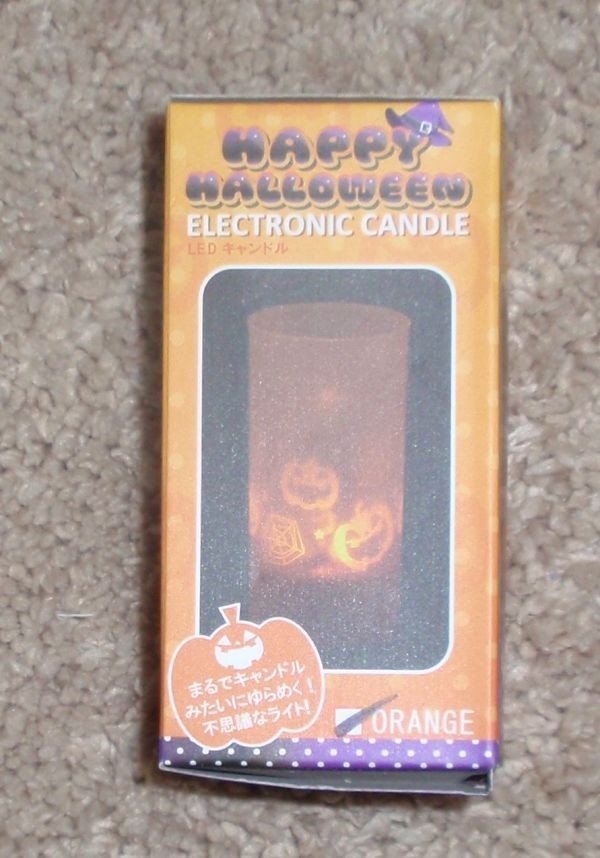 HAPPY
HALLOWEEN
ELECTRONIC CANDLE
LED キャンドル
まるでキャンドル
みたいにゆらめく！
不思議なライト!
ORANGE